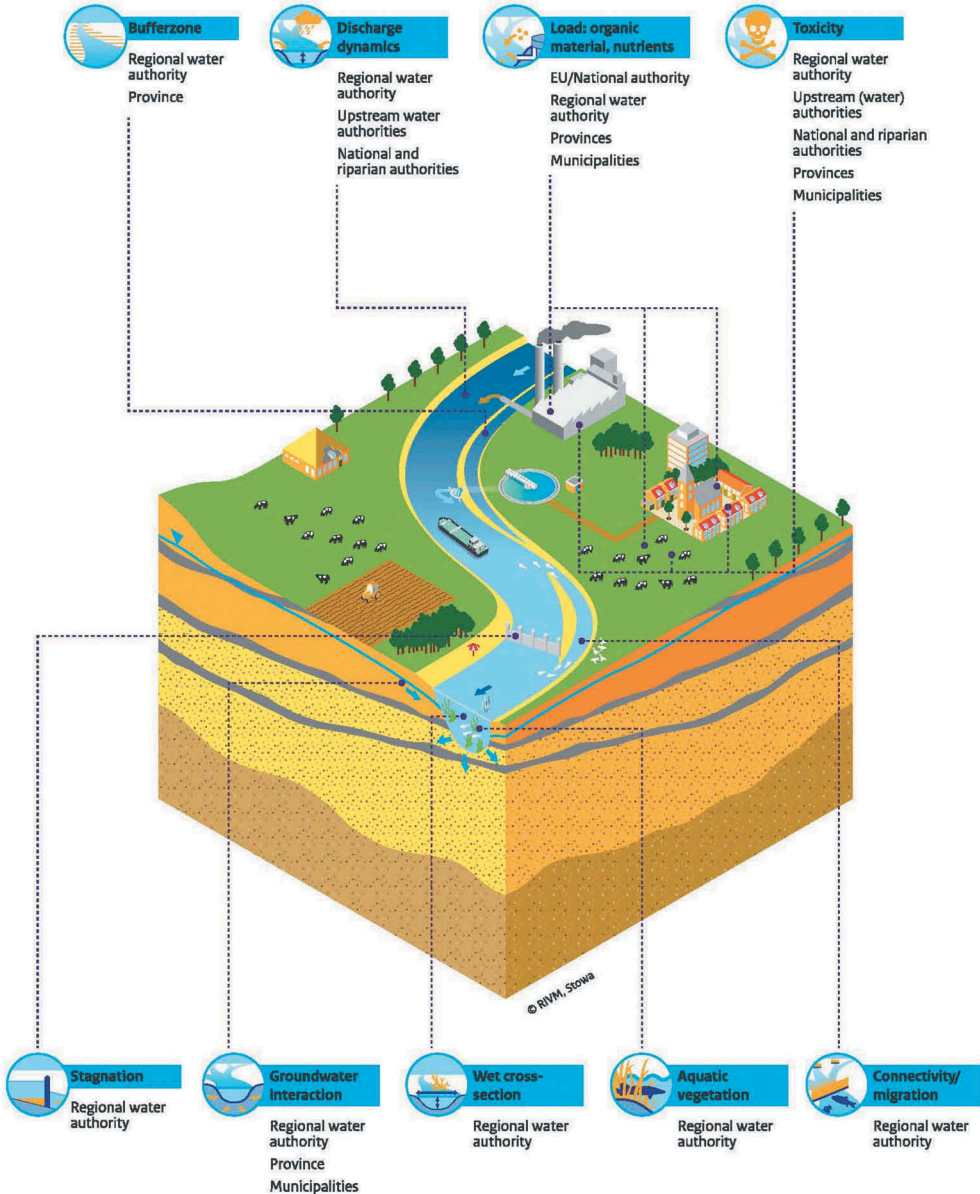 Bufferzone
Regional water
authority
Province
Discharge
dynamics
Regional water
authority
Upstream water
authorities
National and
riparian authorities
Load: organic
material, nutrients
EU/National authority
Regional water
authority
Provinces
Municipalities
Toxicity
Regional water
authority
Upstream (water)
authorities
National and riparian
authorities
Provinces
Municipalities
© RIVM, Stowa
Stagnation
Regional water
authority
Groundwater
interaction
Regional water
authority
Province
Municipalities
Wet cross-
section
Regional water
authority
Aquatic
vegetation
Regional water
authority
Connectivity/
migration
Regional water
authority